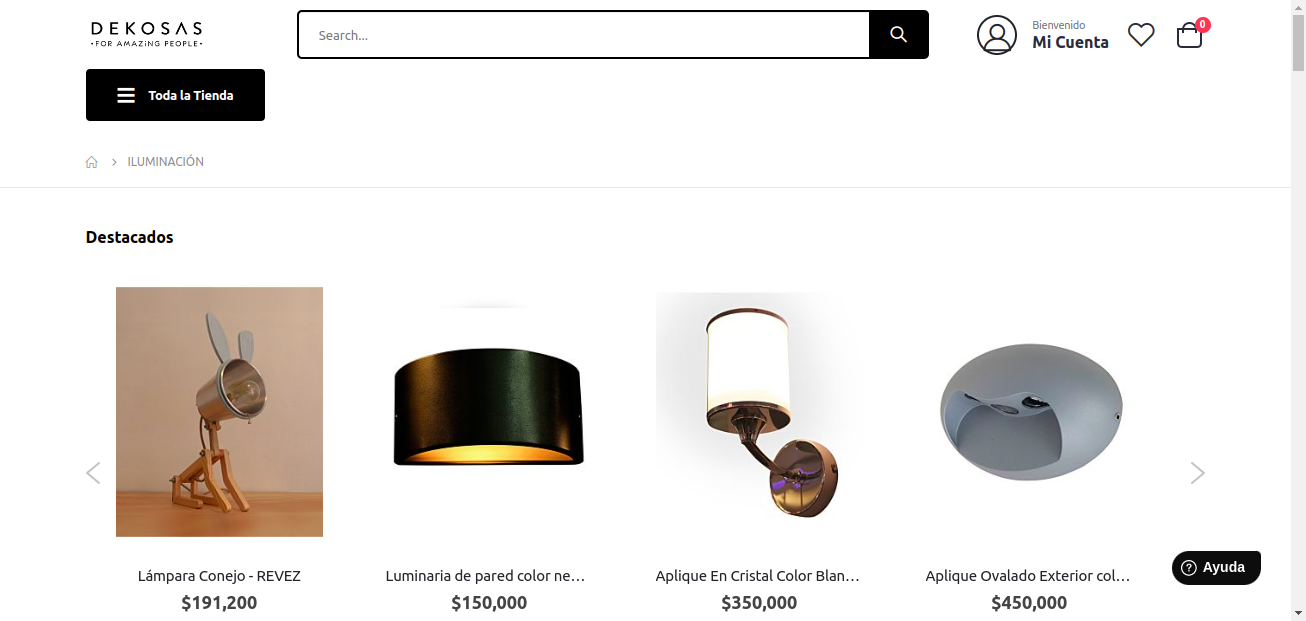 DEKOSAS
•FOR AMAZiNG PEOPLE•
Search...
Bienvenido
Mi Cuenta
0
Toda la Tienda
ILUMINACIÓN
Destacados
Lámpara Conejo - REVEZ
$191,200
Luminaria de pared color ne…
$150,000
Aplique En Cristal Color Blan…
$350,000
Aplique Ovalado Exterior col…
$450,000
Ayuda